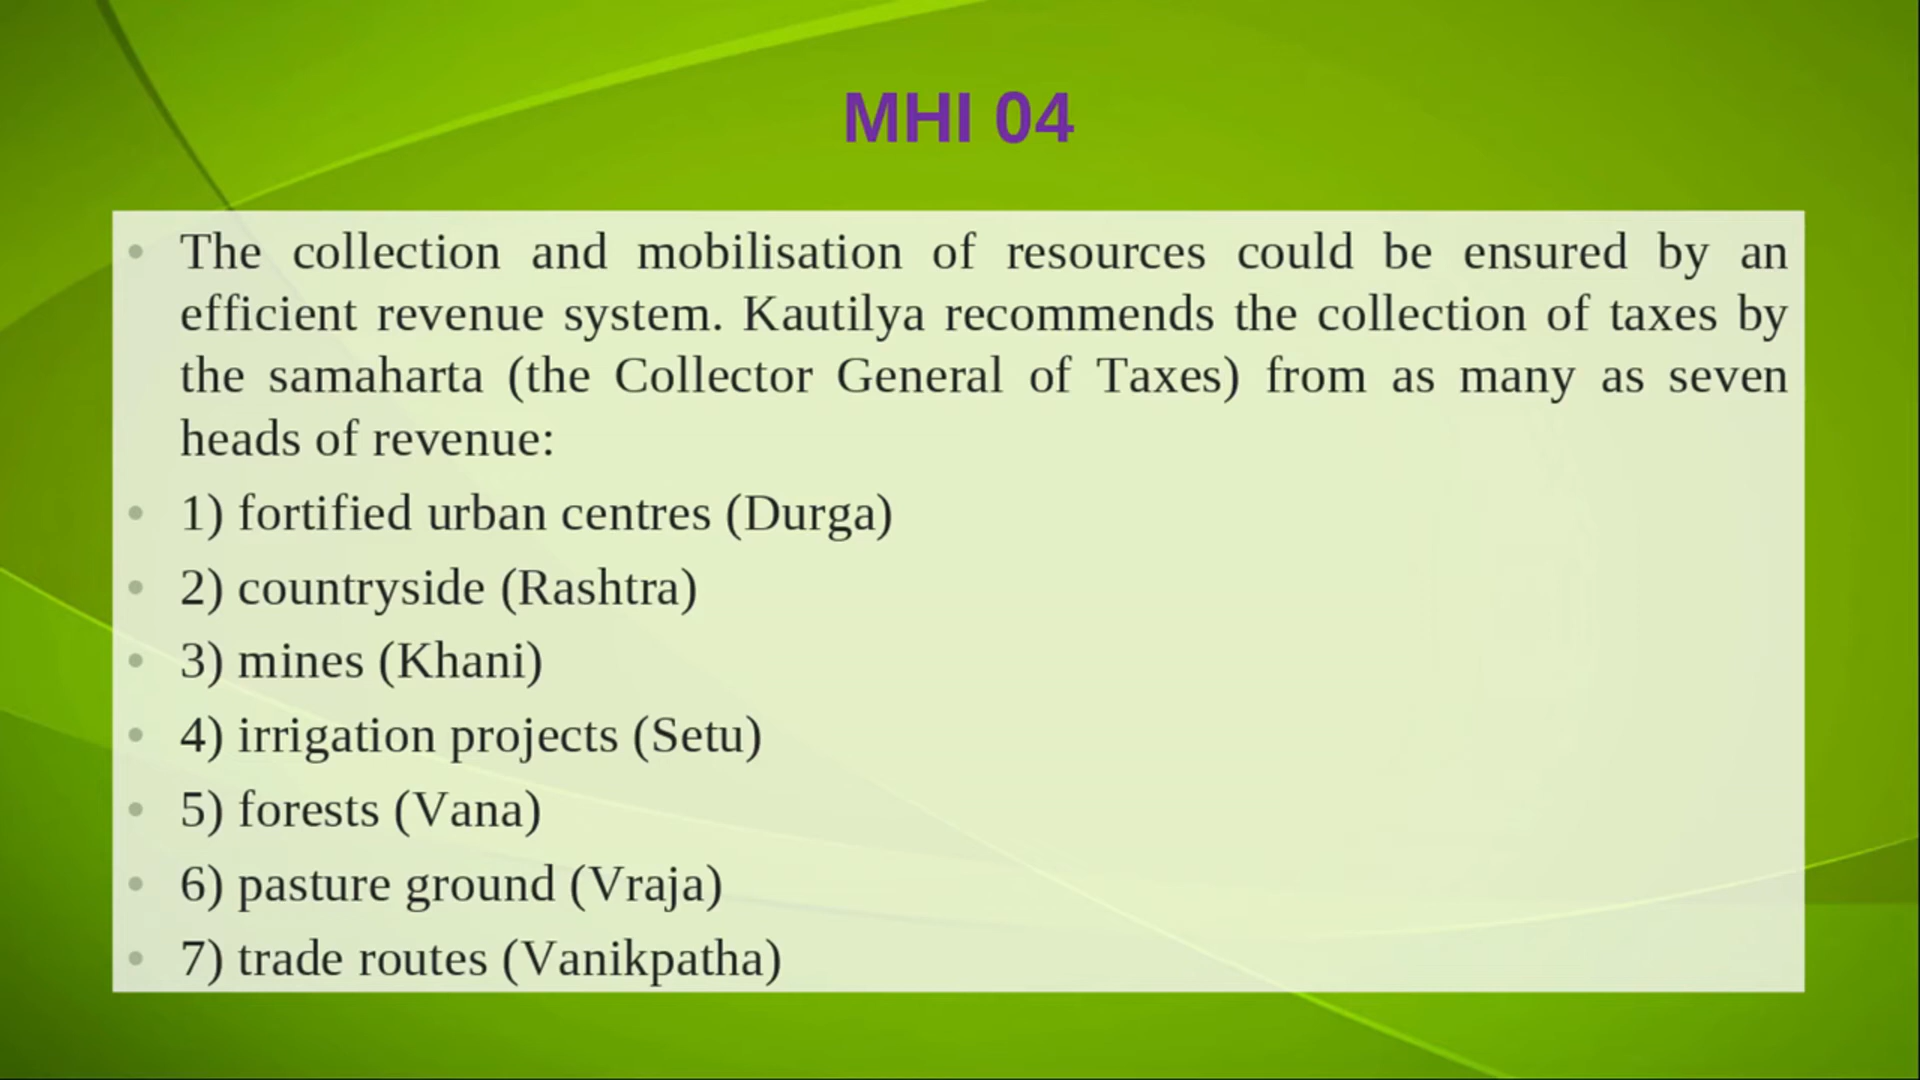 MHI 04
• The collection and mobilisation of resources could be ensured by an
efficient revenue system. Kautilya recommends the collection of taxes by
the samaharta (the Collector General of Taxes) from as many as seven
heads of revenue:
• 1) fortified urban centres (Durga)
• 2) countryside (Rashtra)
• 3) mines (Khani)
• 4) irrigation projects (Setu)
• 5) forests (Vana)
• 6) pasture ground (Vraja)
• 7) trade routes (Vanikpatha)